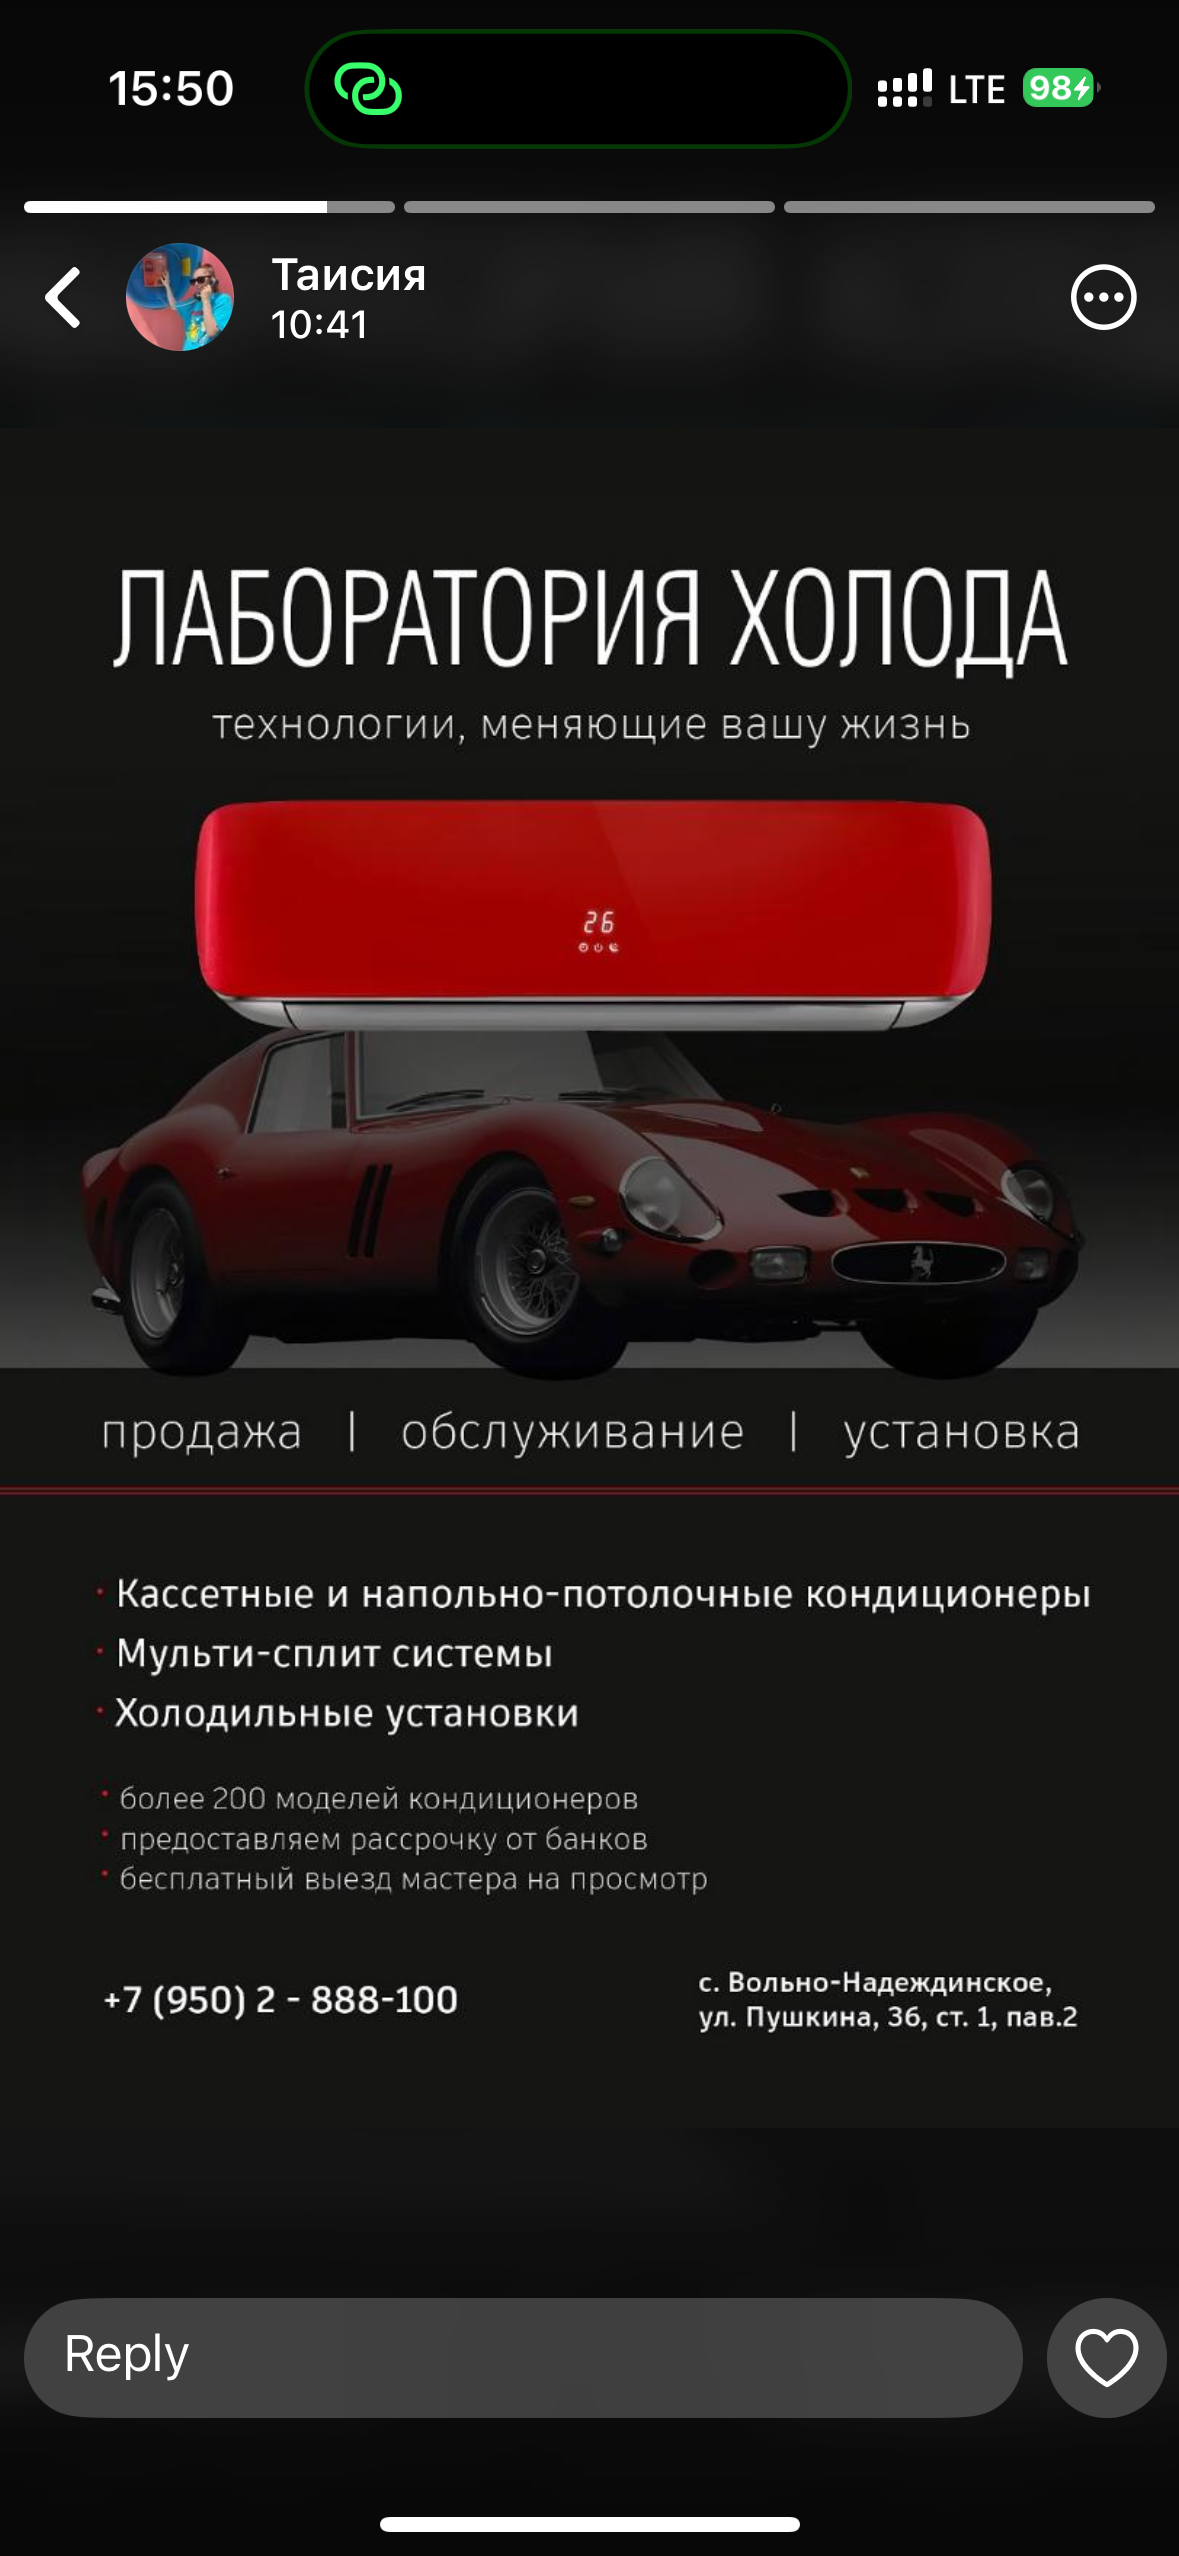 15:50
LTE
98
Таисия
10:41
ЛАБОРАТОРИЯ ХОЛОДА
технологии, меняющие вашу жизнь
26
продажа | обслуживание | установка
· Кассетные и напольно-потолочные кондиционеры
· Мульти-сплит системы
· Холодильные установки
· более 200 моделей кондиционеров
· предоставляем рассрочку от банков
· бесплатный выезд мастера на просмотр
+7 (950) 2 - 888-100
с. Вольно-Надеждинское,
ул. Пушкина, 36, ст. 1, пав.2
Reply